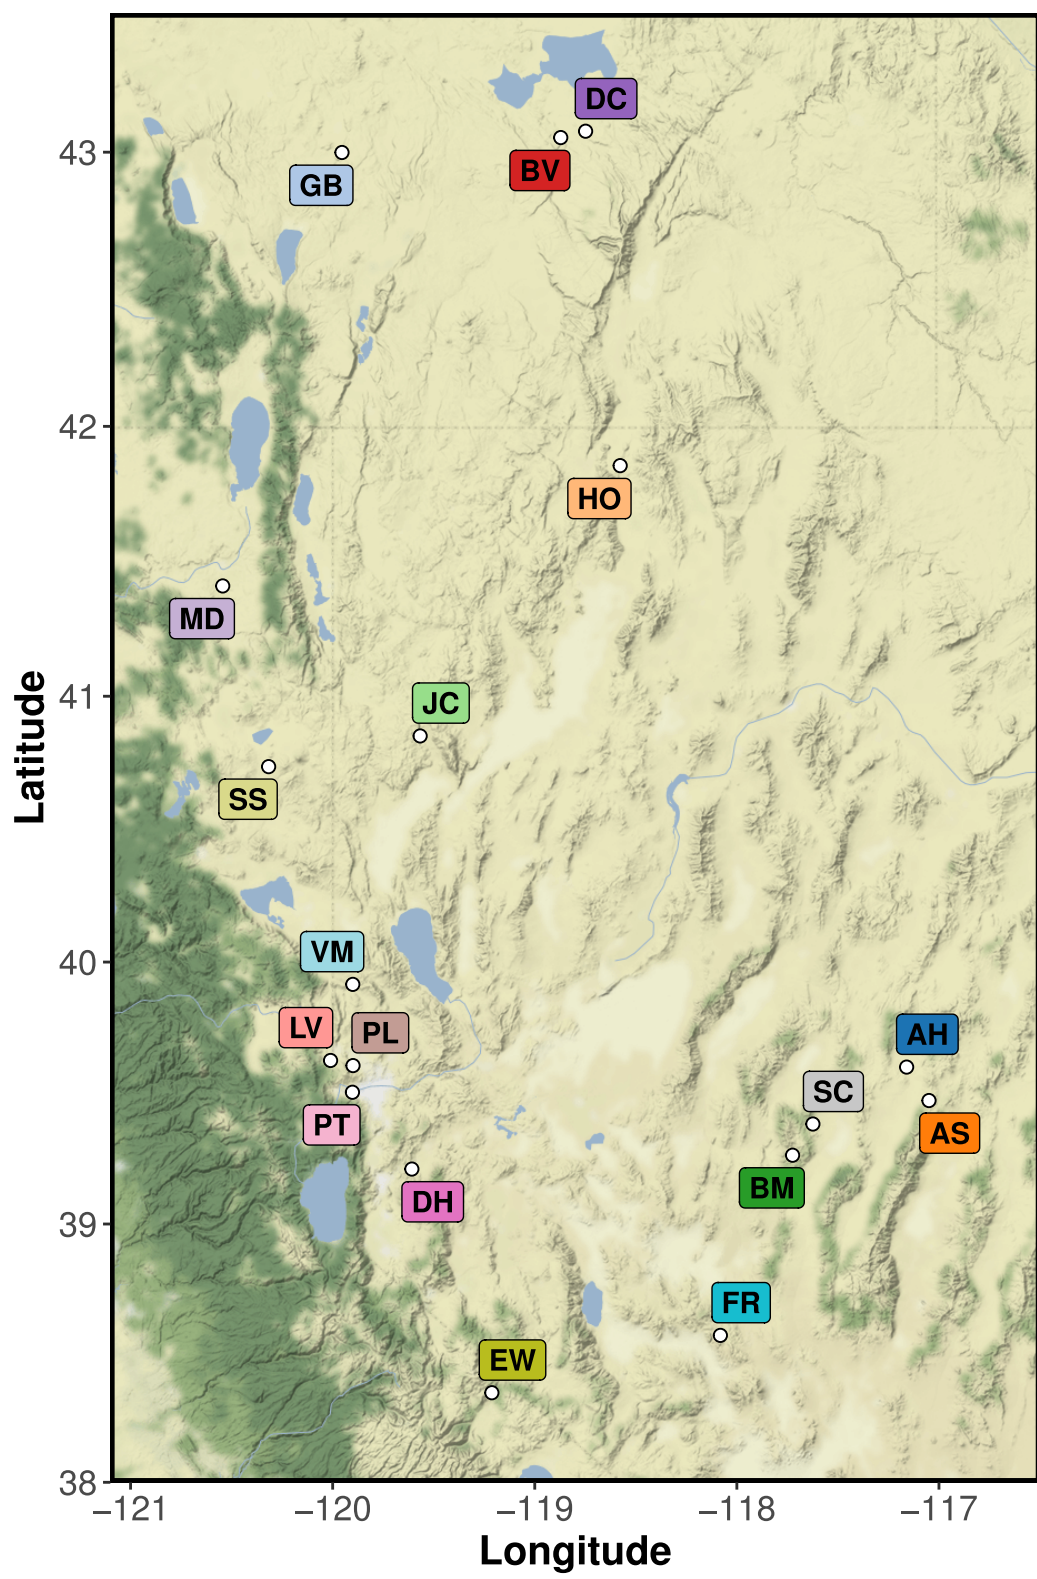 DC
43
BV
GB
42
HO
MD
JC
41
SS
VM
40
LV
PL
AH
SC
PT
AS
BM
DH
39
FR
EW
38
−121
−120
−119
−118
−117
Longitude
Latitude